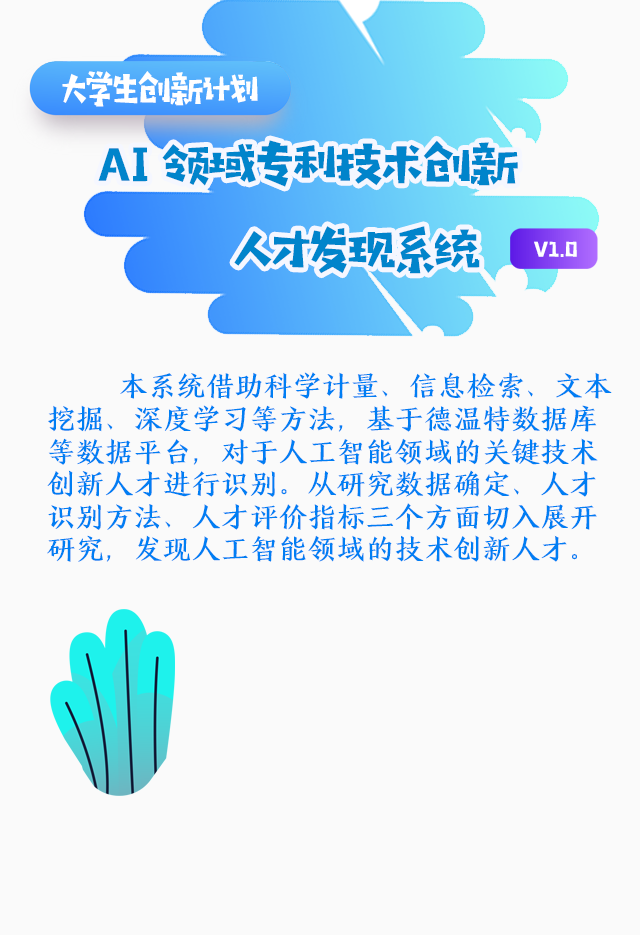 大学生创新计划
AI 领域专利技术创新
人才发现系统
V1.0
本系统借助科学计量、信息检索、文本
挖掘、深度学习等方法，基于德温特数据库
等数据平台，对于人工智能领域的关键技术
创新人才进行识别。从研究数据确定、人才
识别方法、人才评价指标三个方面切入展开
研究，发现人工智能领域的技术创新人才。